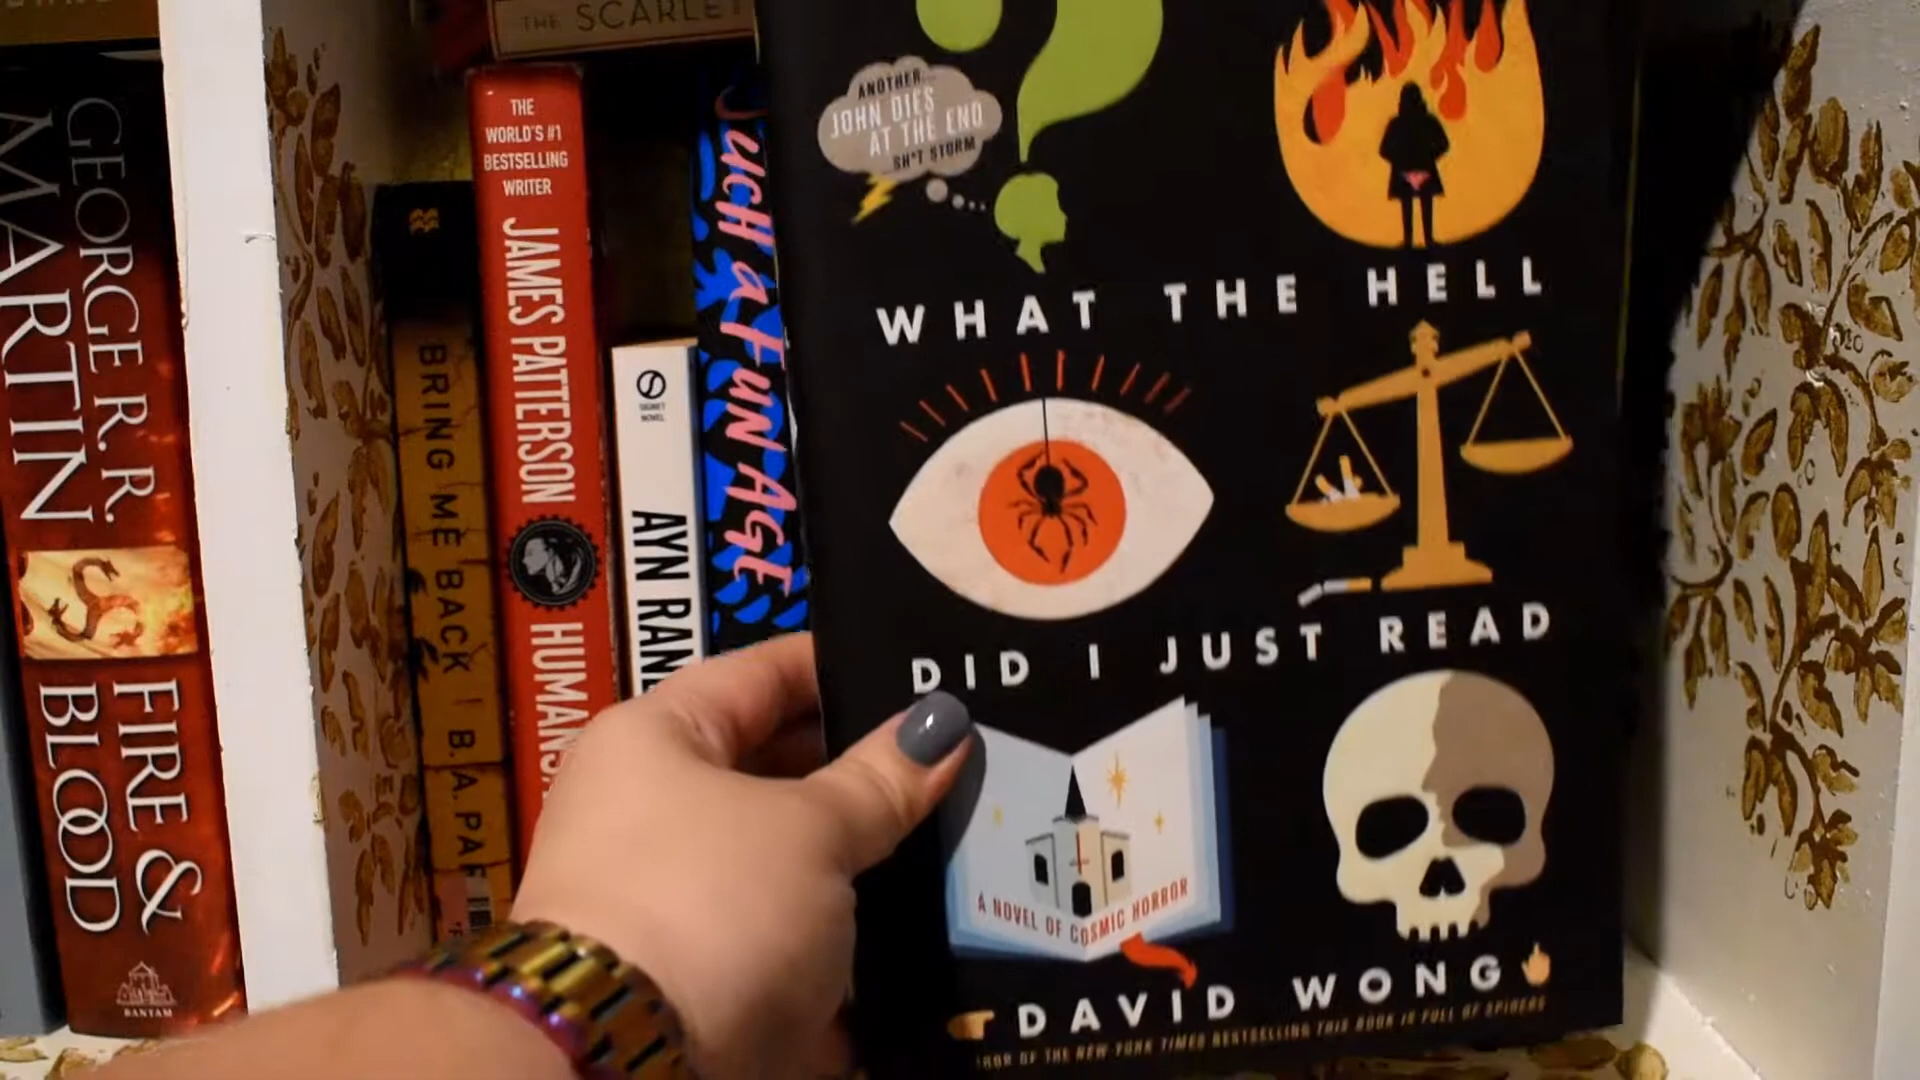 THE SCARLET
GEORGE R. R.
MARTIN
FIRE &
BLOOD
BANTAM
BRING ME BACK
THE
WORLD'S #1
BESTSELLING
WRITER
JAMES PATTERSON
HUMANS,
SIGNET
NOVEL
AYN RAN
Such a Fun Age
ANOTHER...
JOHN DIES
AT THE END
SH*T STORM
WHAT THE HELL
DID I JUST READ
A NOVEL OF COSMIC HORROR
DAVID WONG
OF THE NEW YORK TIMES BESTSELLING THIS BOOK IS FULL OF SPIDERS